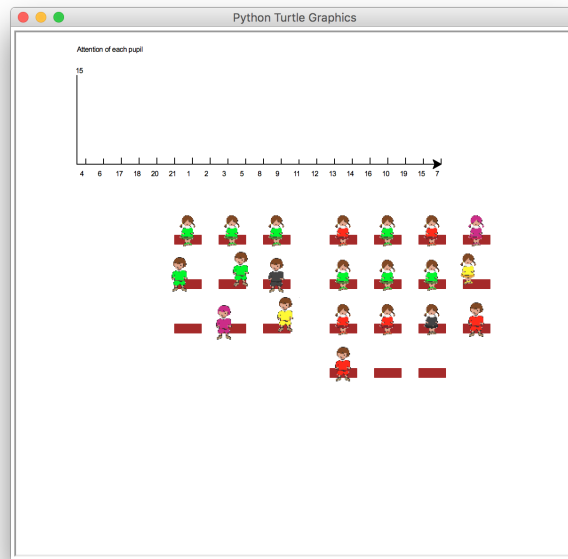 Python Turtle Graphics
Attention of each pupil
15
4 6 17 18 20 21 1 2 3 5 8 9 11 12 13 14 16 10 19 15 7